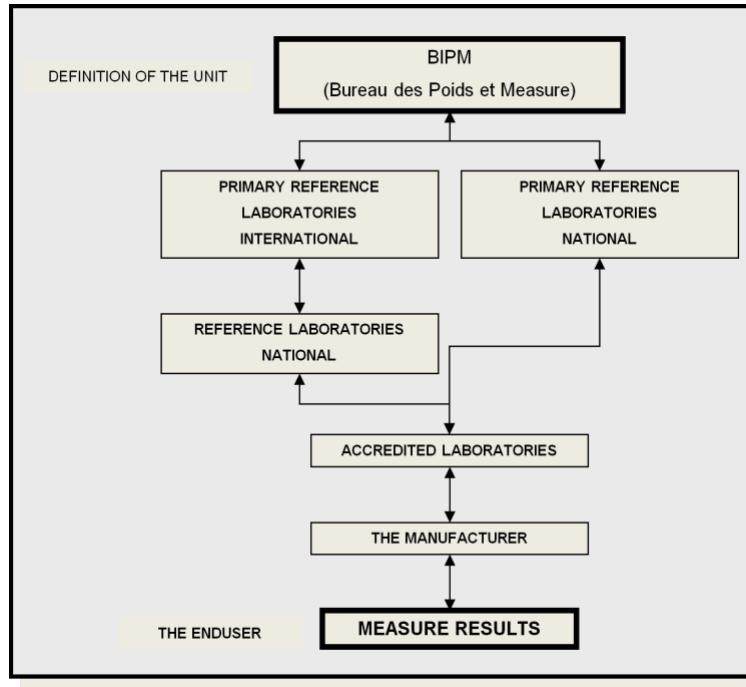 BIPM
DEFINITION OF THE UNIT
(Bureau des Poids et Measure)
PRIMARY REFERENCE
LABORATORIES
INTERNATIONAL
PRIMARY REFERENCE
LABORATORIES
NATIONAL
REFERENCE LABORATORIES
NATIONAL
ACCREDITED LABORATORIES
THE MANUFACTURER
THE ENDUSER
MEASURE RESULTS